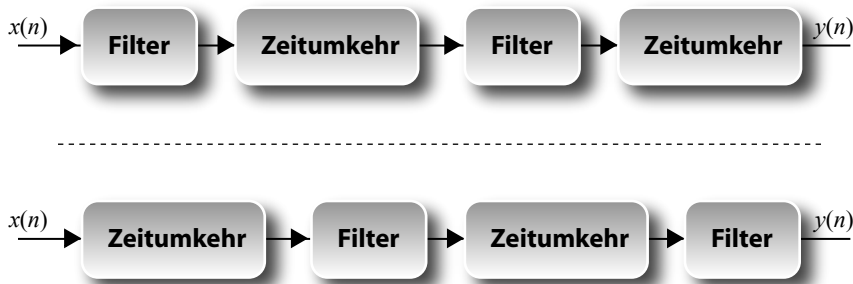 x(n) Filter Zeitumkehr Filter Zeitumkehr y(n)
x(n) Zeitumkehr Filter Zeitumkehr Filter y(n)